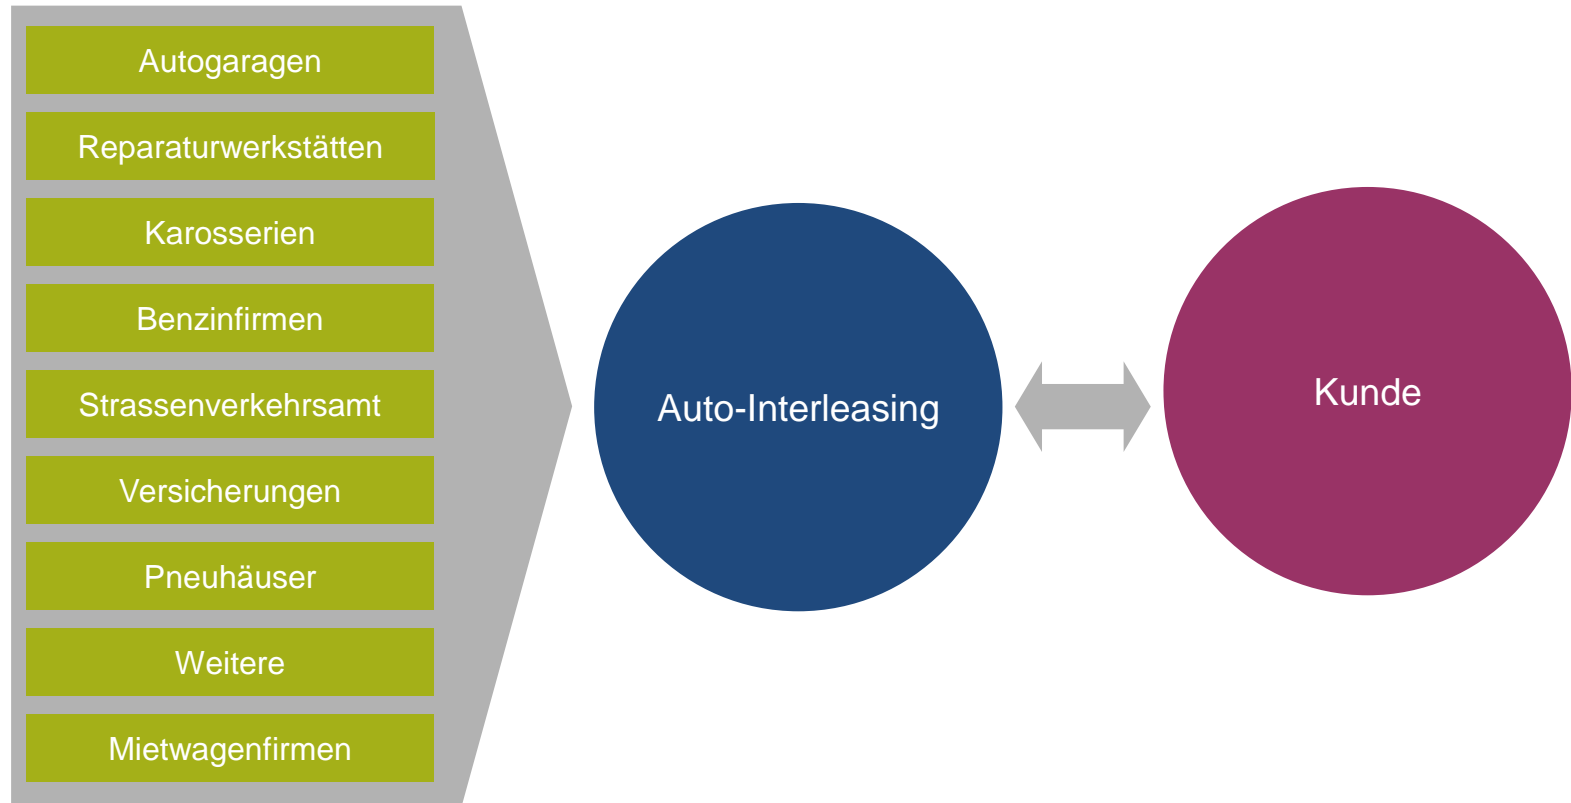 Autogaragen
Reparaturwerkstätten
Karosserien
Benzinfirmen
Strassenverkehrsamt
Versicherungen
Pneuhäuser
Weitere
Mietwagenfirmen
Auto-Interleasing
Kunde